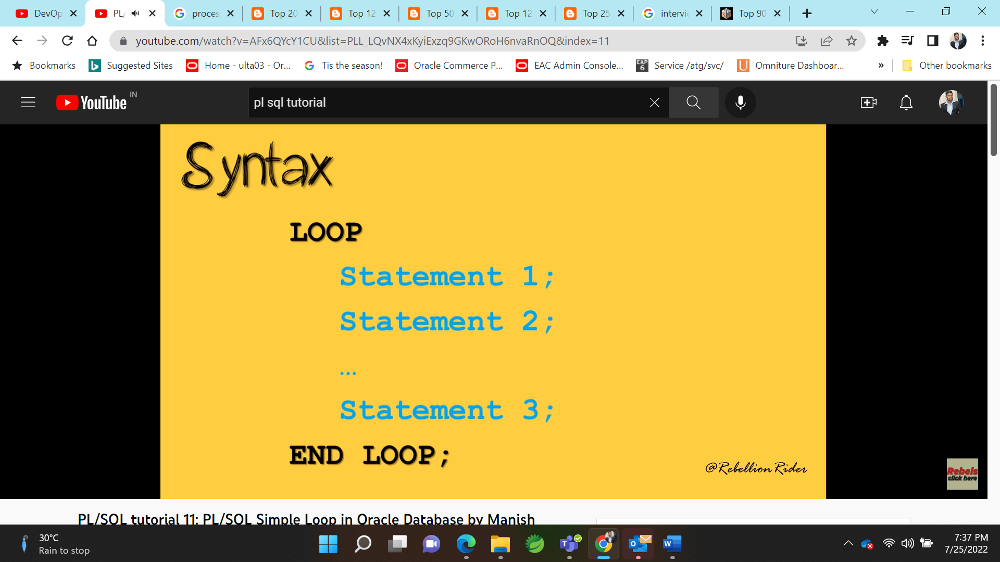 DevOp
PL/
proces
Top 20
Top 12
Top 50
Top 12
Top 25
intervie
Top 90
youtube.com/watch?v=AFx6QYcY1CU&list=PLL_LQvNX4xKyiExzq9GKwORoH6nvaRnOQ&index=11
Bookmarks
Suggested Sites
Home - ulta03 - Or...
Tis the season!
Oracle Commerce P...
EAC Admin Console...
EAP 6
Service /atg/svc/
Omniture Dashboar...
»
Other bookmarks
YouTube IN
pl sql tutorial
Syntax
LOOP
Statement 1;
Statement 2;
...
Statement 3;
END LOOP;
@Rebellion Rider
Rebels
click here
PL/SQL tutorial 11: PL/SQL Simple Loop in Oracle Database by Manish
30°C
Rain to stop
7:37 PM
7/25/2022